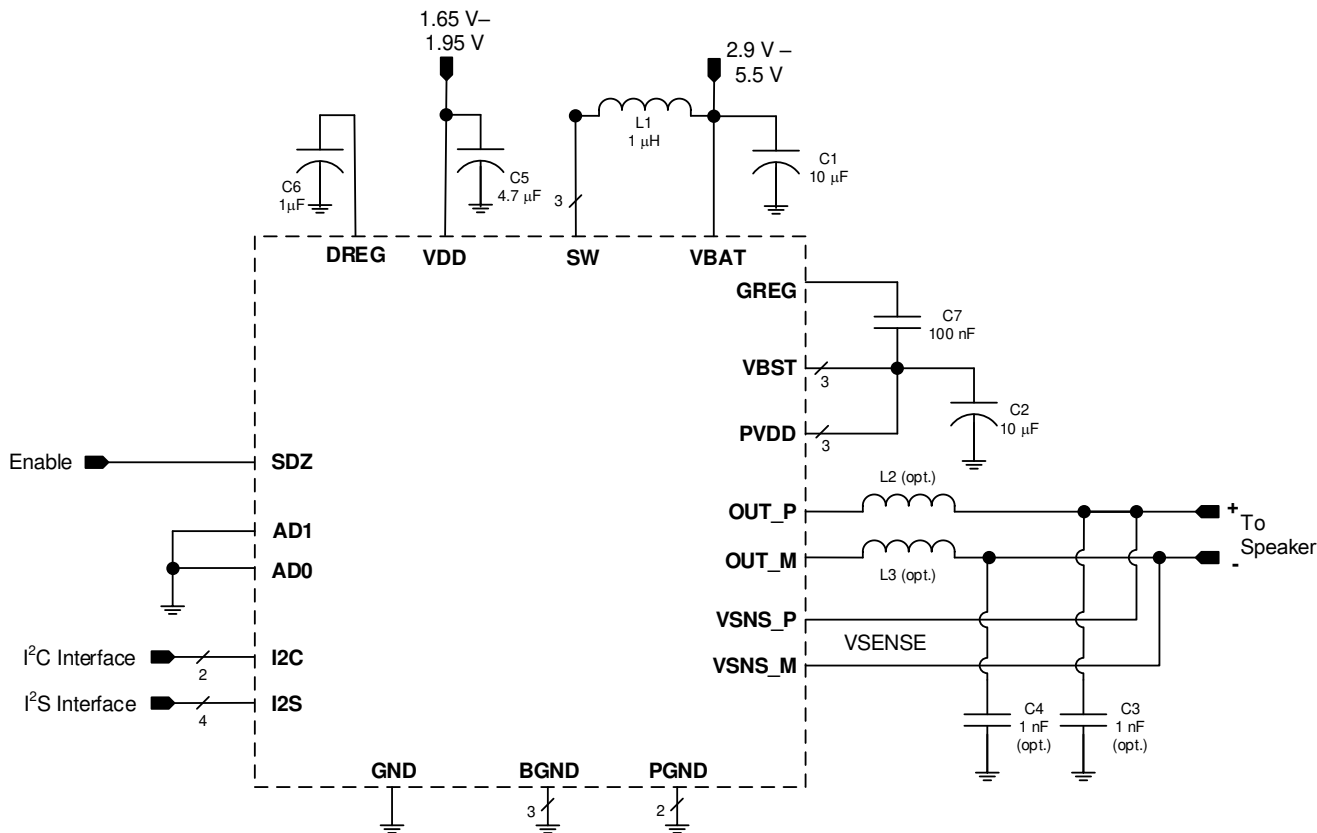 1.65 V–
1.95 V
2.9 V –
5.5 V
L1
1 μH
C6
1μF
C5
4.7 μF
C1
10 μF
3
DREG
VDD
SW
VBAT
GREG
C7
100 nF
VBST
3
C2
10 μF
PVDD
3
Enable
SDZ
L2 (opt.)
OUT_P
+
To
Speaker
AD1
OUT_M
-
AD0
L3 (opt.)
VSNS_P
VSENSE
I²C Interface
2
I2C
VSNS_M
I²S Interface
4
I2S
C4
1 nF
(opt.)
C3
1 nF
(opt.)
GND
BGND
PGND
3
2